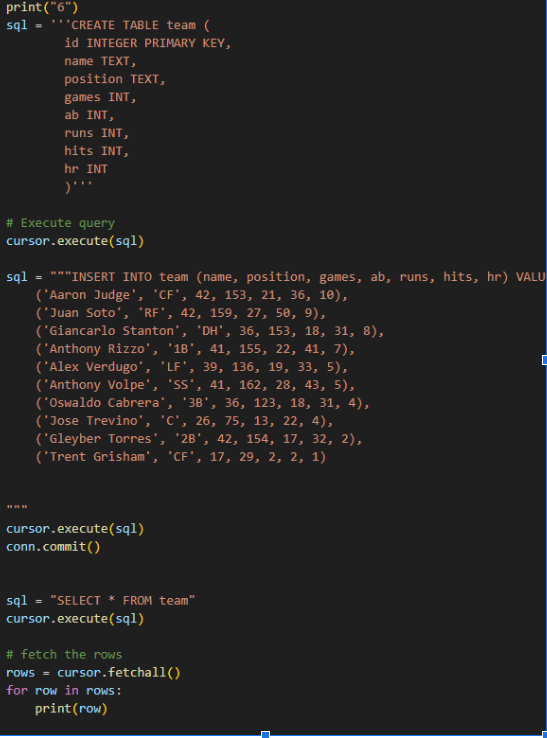 print("6")
sql = '''CREATE TABLE team (
        id INTEGER PRIMARY KEY,
        name TEXT,
        position TEXT,
        games INT,
        ab INT,
        runs INT,
        hits INT,
        hr INT
        )'''

# Execute query
cursor.execute(sql)

sql = """INSERT INTO team (name, position, games, ab, runs, hits, hr) VALU
    ('Aaron Judge', 'CF', 42, 153, 21, 36, 10),
    ('Juan Soto', 'RF', 42, 159, 27, 50, 9),
    ('Giancarlo Stanton', 'DH', 36, 153, 18, 31, 8),
    ('Anthony Rizzo', '1B', 41, 155, 22, 41, 7),
    ('Alex Verdugo', 'LF', 39, 136, 19, 33, 5),
    ('Anthony Volpe', 'SS', 41, 162, 28, 43, 5),
    ('Oswaldo Cabrera', '3B', 36, 123, 18, 31, 4),
    ('Jose Trevino', 'C', 26, 75, 13, 22, 4),
    ('Gleyber Torres', '2B', 42, 154, 17, 32, 2),
    ('Trent Grisham', 'CF', 17, 29, 2, 2, 1)


"""
cursor.execute(sql)
conn.commit()


sql = "SELECT * FROM team"
cursor.execute(sql)

# fetch the rows
rows = cursor.fetchall()
for row in rows:
    print(row)